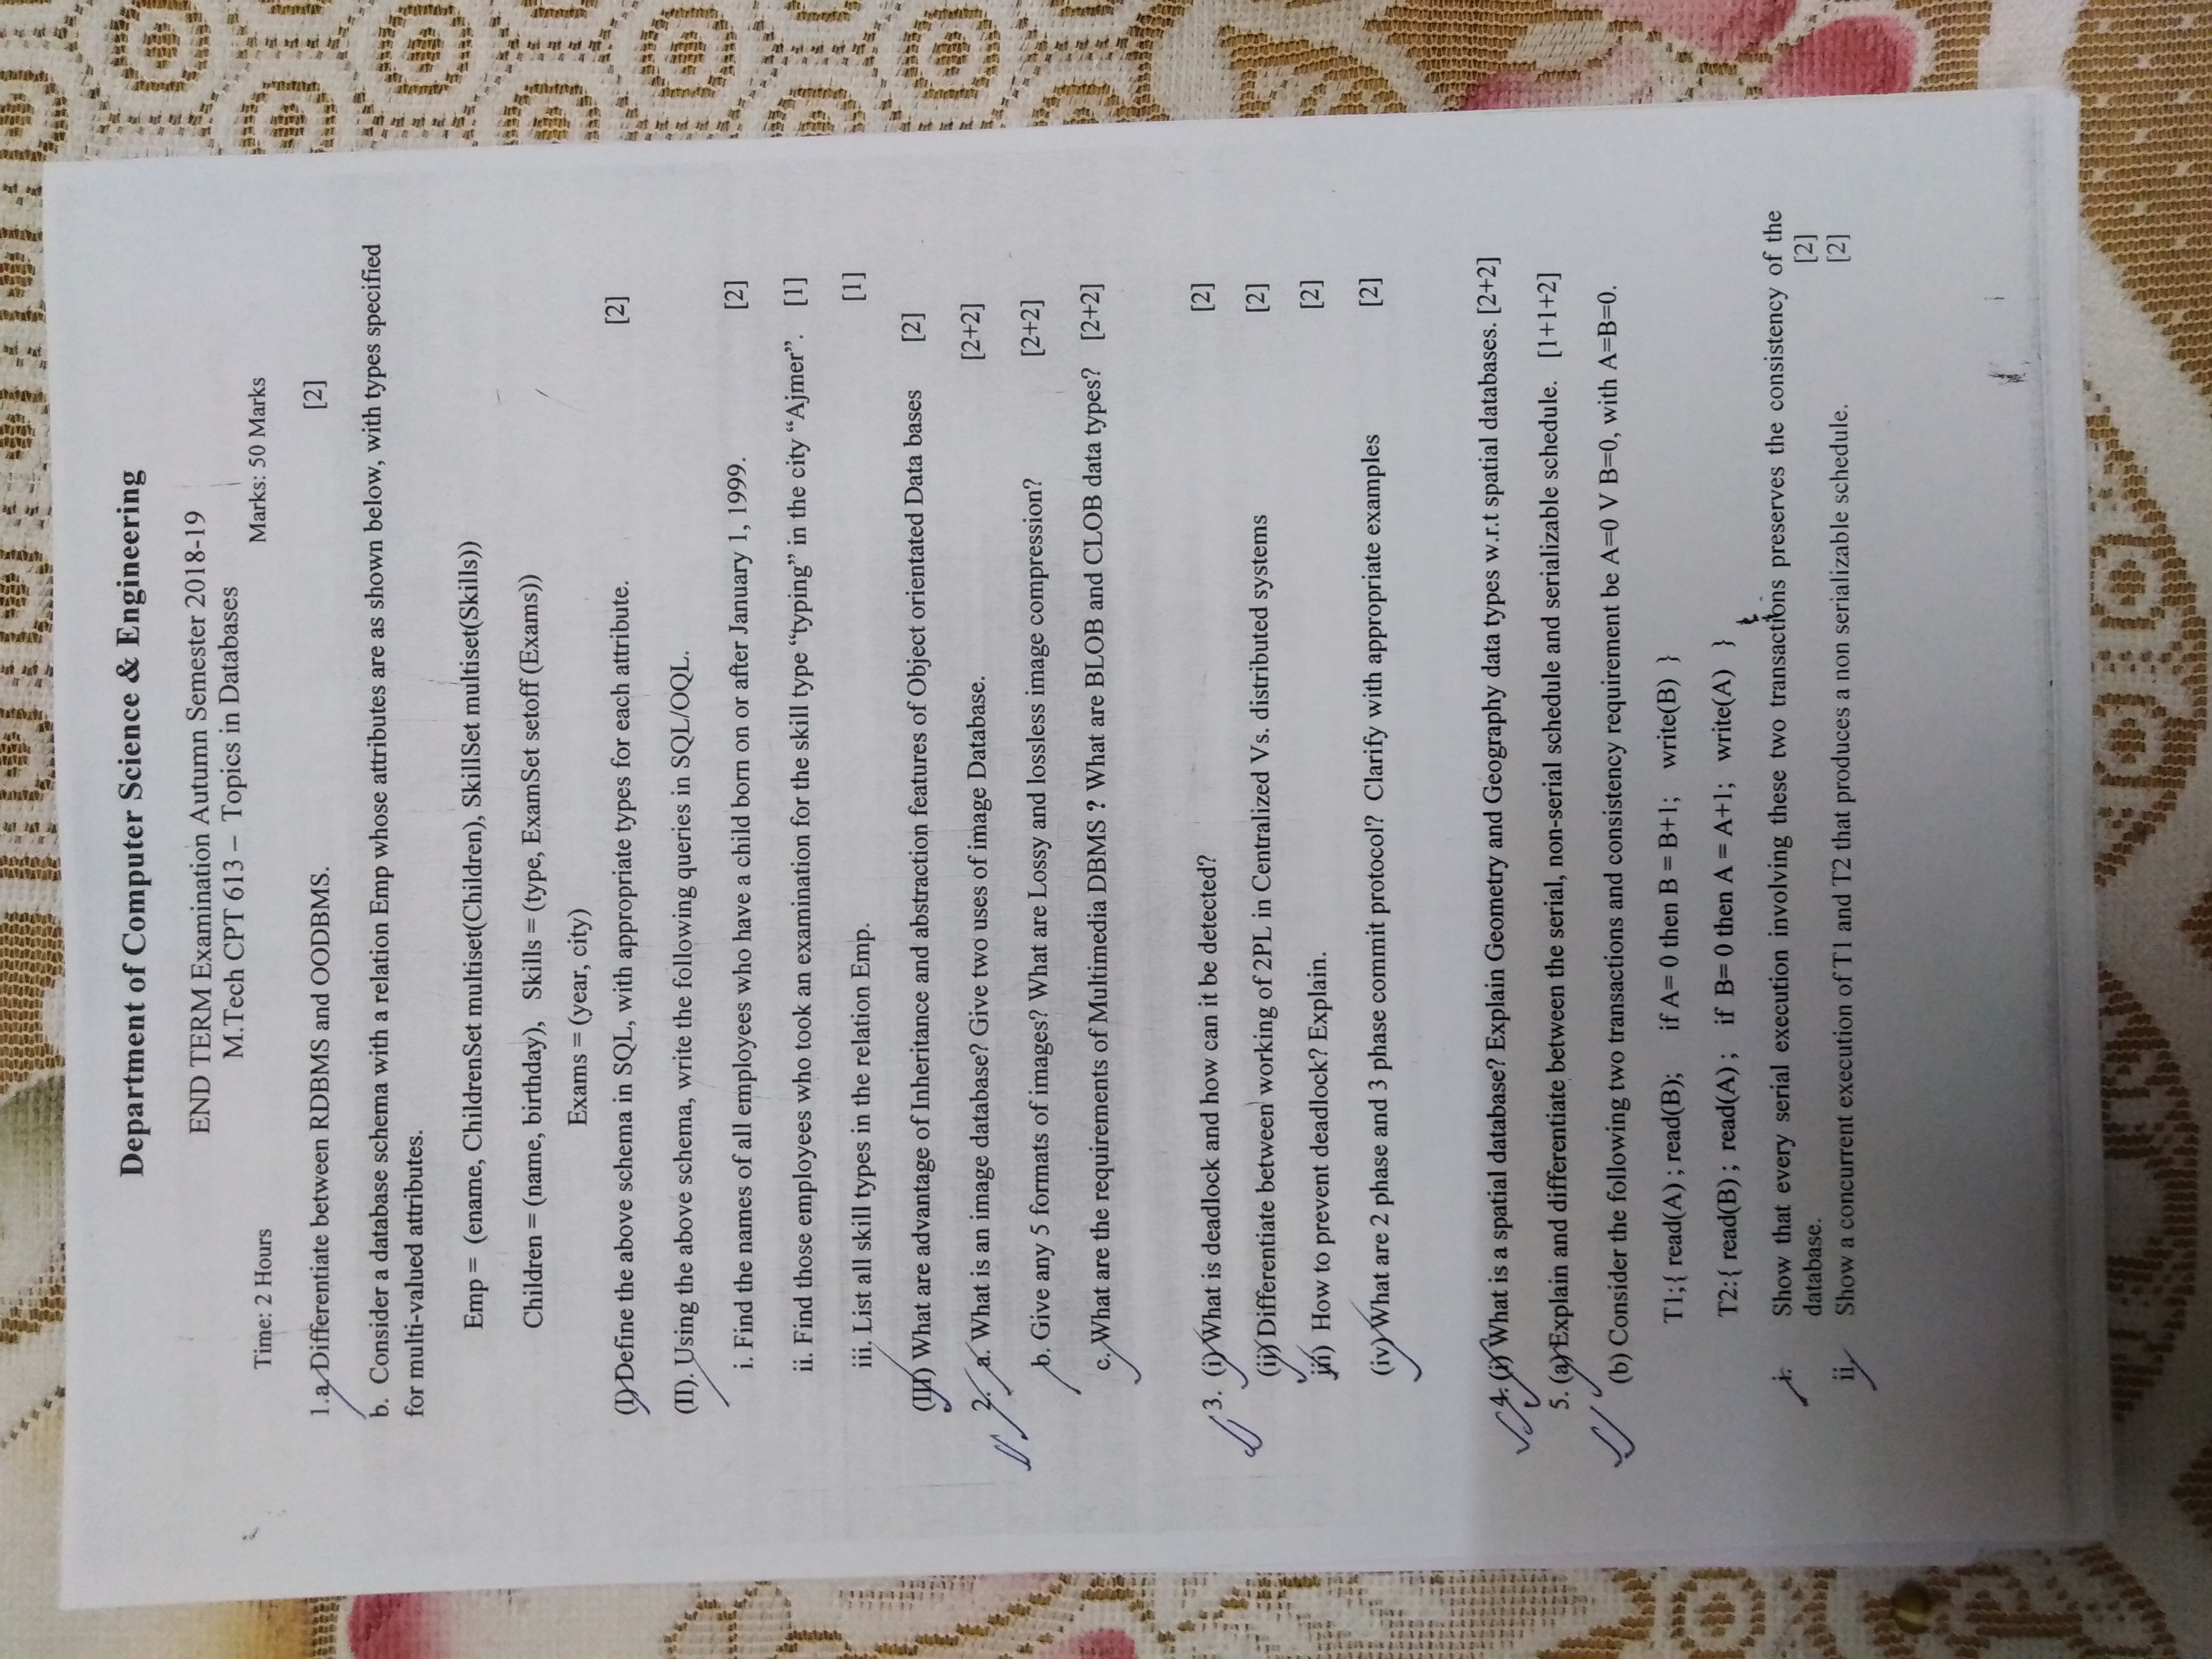 Department of Computer Science & Engineering
END TERM Examination Autumn Semester 2018-19
M.Tech CPT 613 – Topics in Databases
Time: 2 Hours Marks: 50 Marks
1.a. Differentiate between RDBMS and OODBMS. [2]
b. Consider a database schema with a relation Emp whose attributes are as shown below, with types specified
for multi-valued attributes.
Emp = (ename, ChildrenSet multiset(Children), SkillSet multiset(Skills))
Children = (name, birthday), Skills = (type, ExamSet setoff (Exams))
Exams = (year, city)
(I) Define the above schema in SQL, with appropriate types for each attribute. [2]
(II). Using the above schema, write the following queries in SQL/OQL.
i. Find the names of all employees who have a child born on or after January 1, 1999. [2]
ii. Find those employees who took an examination for the skill type “typing” in the city “Ajmer”. [1]
iii. List all skill types in the relation Emp. [1]
(III) What are advantage of Inheritance and abstraction features of Object orientated Data bases [2]
2. a. What is an image database? Give two uses of image Database. [2+2]
b. Give any 5 formats of images? What are Lossy and lossless image compression? [2+2]
c. What are the requirements of Multimedia DBMS ? What are BLOB and CLOB data types? [2+2]
3. (i) What is deadlock and how can it be detected? [2]
(ii) Differentiate between working of 2PL in Centralized Vs. distributed systems [2]
iii) How to prevent deadlock? Explain. [2]
(iv) What are 2 phase and 3 phase commit protocol? Clarify with appropriate examples [2]
4. (i) What is a spatial database? Explain Geometry and Geography data types w.r.t spatial databases. [2+2]
5. (a) Explain and differentiate between the serial, non-serial schedule and serializable schedule. [1+1+2]
(b) Consider the following two transactions and consistency requirement be A=0 V B=0, with A=B=0.
T1;{ read(A) ; read(B); if A= 0 then B = B+1; write(B) }
T2:{ read(B) ; read(A) ; if B= 0 then A = A+1; write(A) }
i. Show that every serial execution involving these two transactions preserves the consistency of the
database. [2]
ii. Show a concurrent execution of T1 and T2 that produces a non serializable schedule. [2]